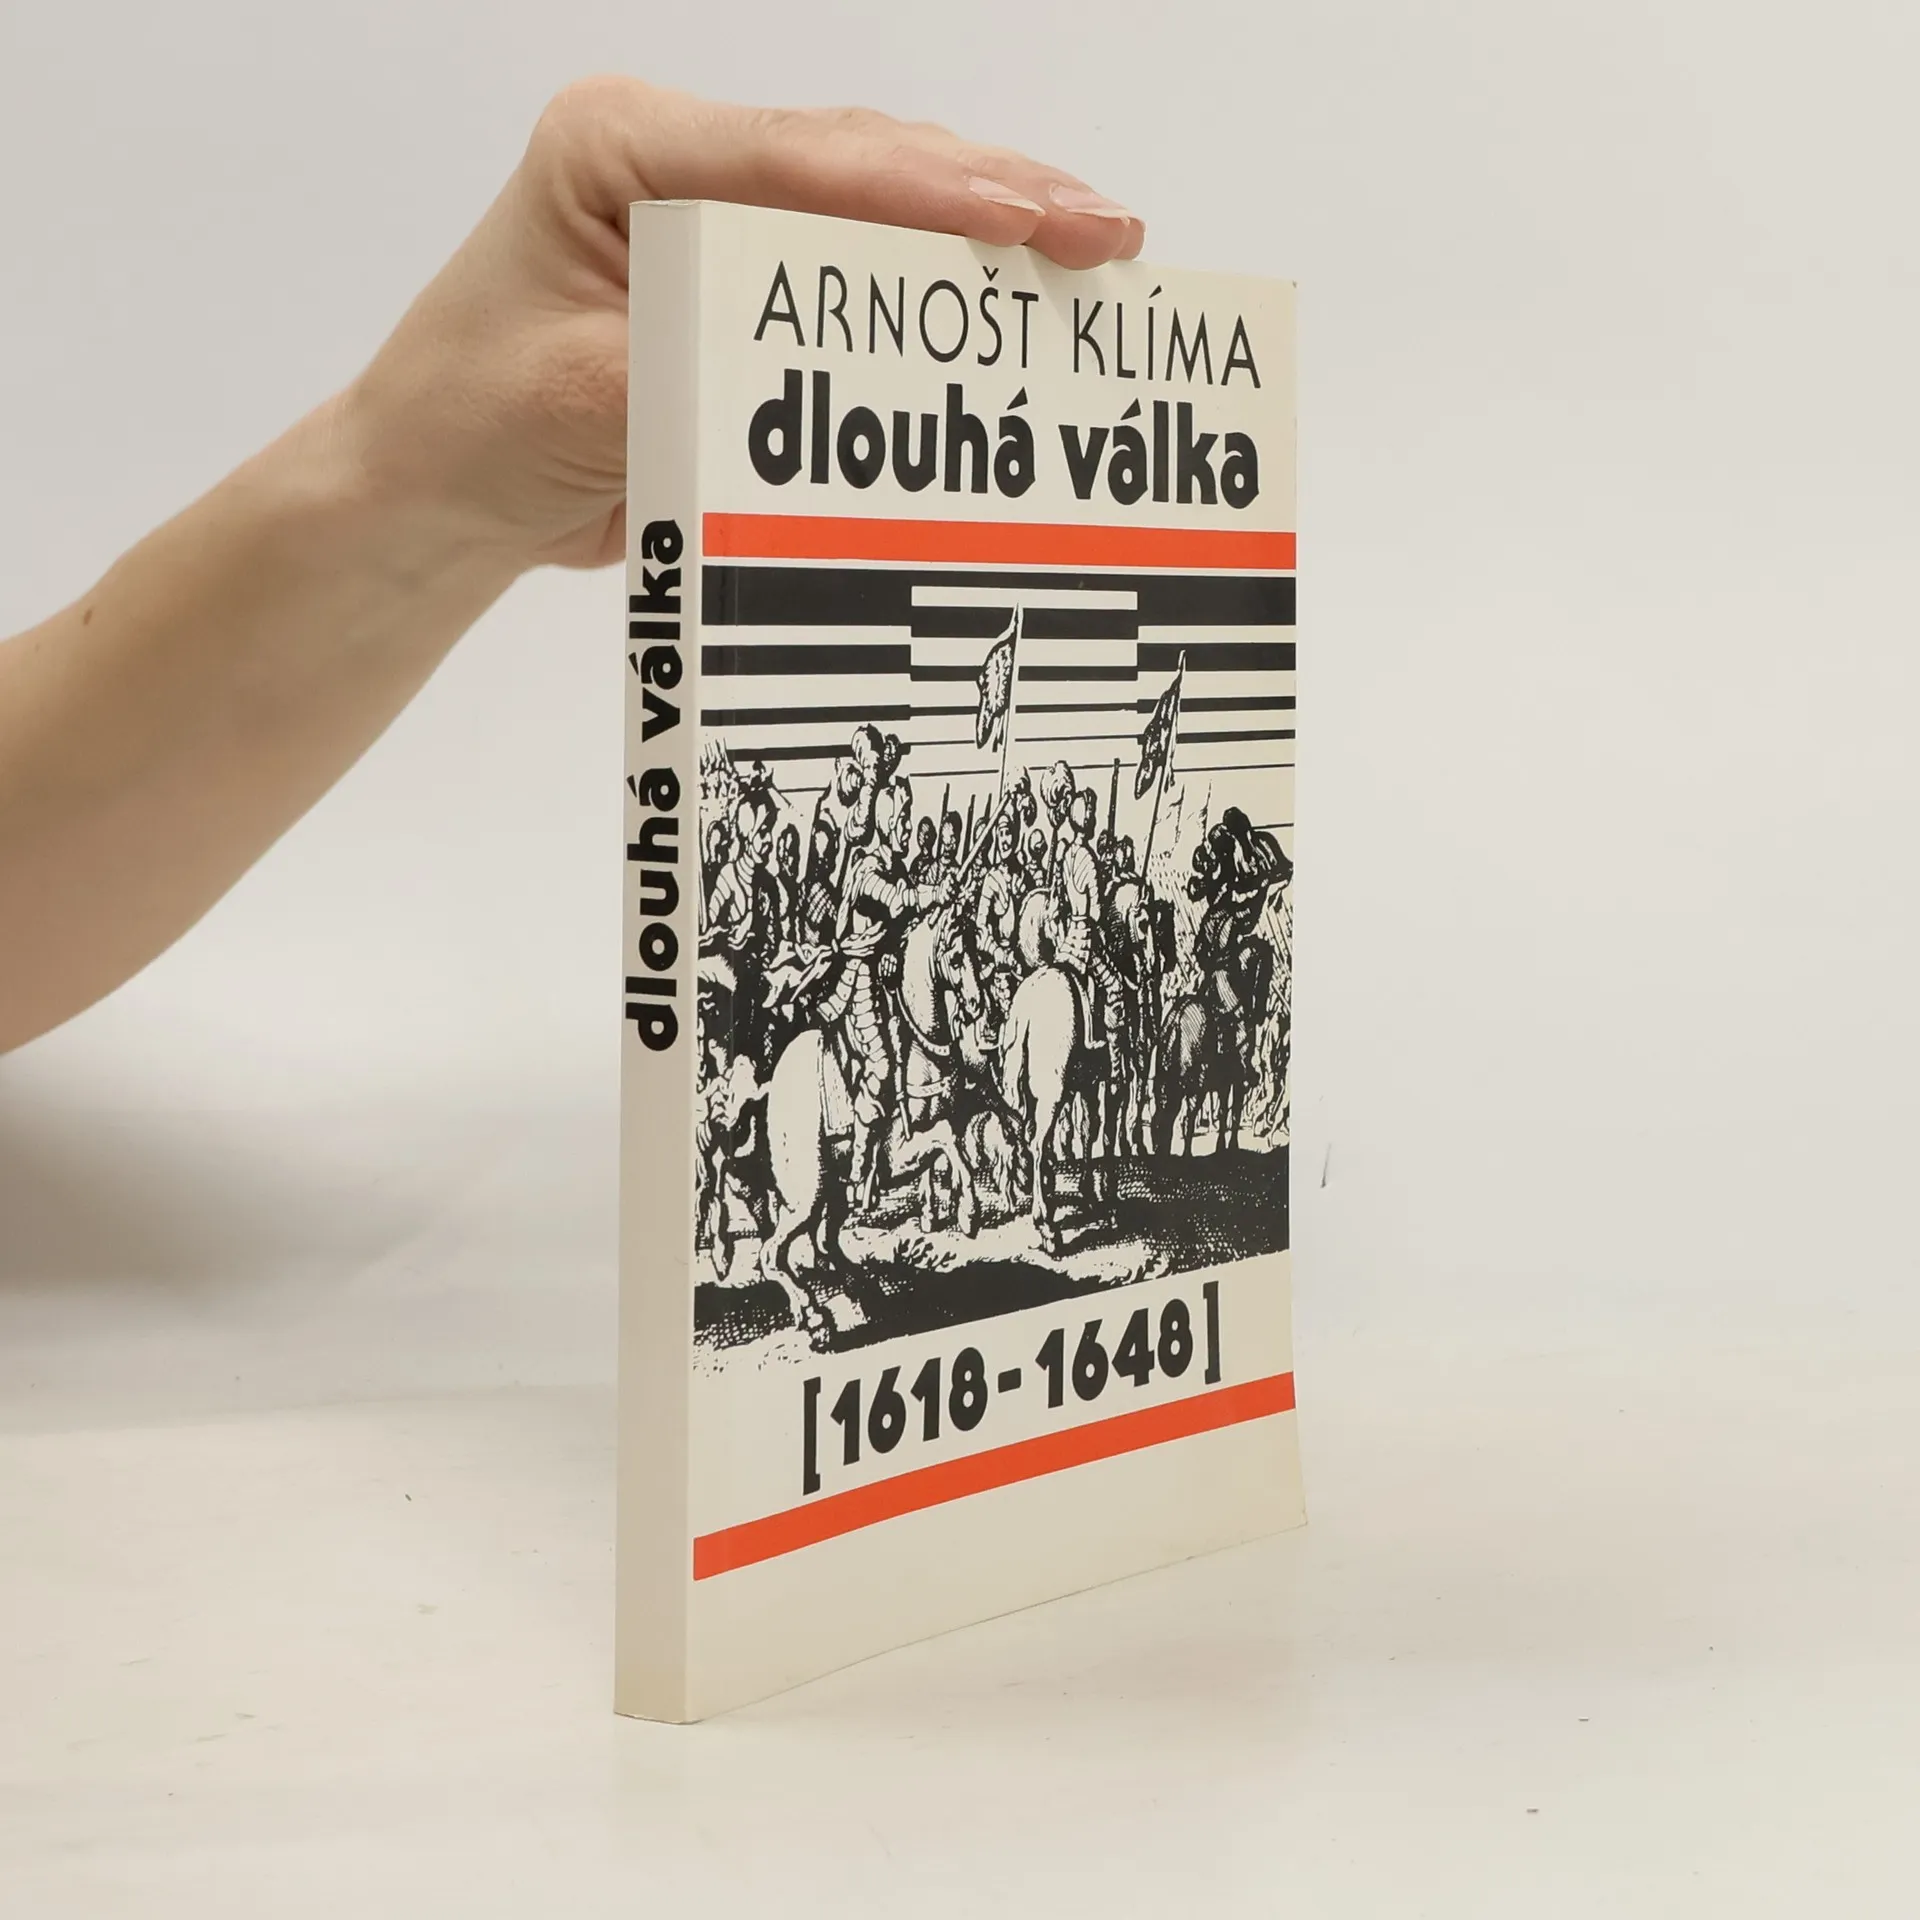 ARNOŠT KLÍMA
dlouhá válka
[1618-1648]
dlouhá válka